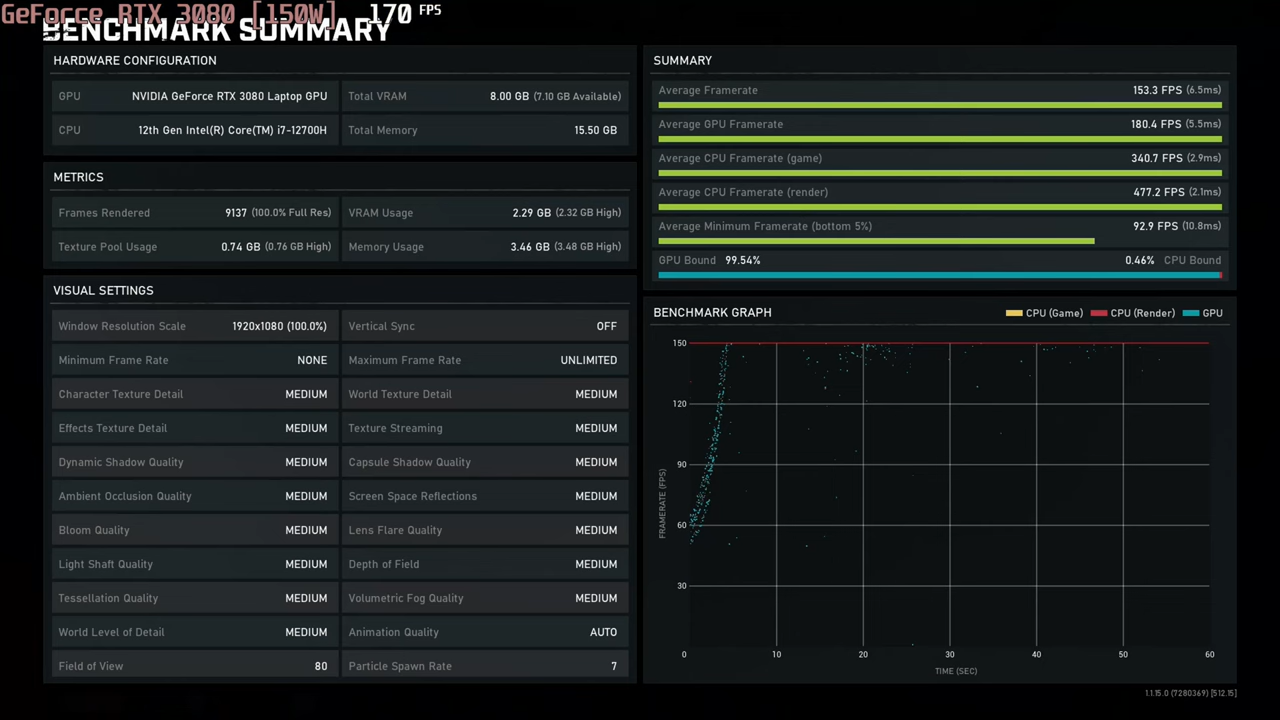 GeForce RTX 3080 [150W] 170 FPS
BENCHMARK SUMMARY
HARDWARE CONFIGURATION
GPU NVIDIA GeForce RTX 3080 Laptop GPU Total VRAM 8.00 GB (7.10 GB Available)
CPU 12th Gen Intel(R) Core(TM) i7-12700H Total Memory 15.50 GB
METRICS
Frames Rendered 9137 (100.0% Full Res) VRAM Usage 2.29 GB (2.32 GB High)
Texture Pool Usage 0.74 GB (0.76 GB High) Memory Usage 3.46 GB (3.48 GB High)
VISUAL SETTINGS
Window Resolution Scale 1920x1080 (100.0%) Vertical Sync OFF
Minimum Frame Rate NONE Maximum Frame Rate UNLIMITED
Character Texture Detail MEDIUM World Texture Detail MEDIUM
Effects Texture Detail MEDIUM Texture Streaming MEDIUM
Dynamic Shadow Quality MEDIUM Capsule Shadow Quality MEDIUM
Ambient Occlusion Quality MEDIUM Screen Space Reflections MEDIUM
Bloom Quality MEDIUM Lens Flare Quality MEDIUM
Light Shaft Quality MEDIUM Depth of Field MEDIUM
Tessellation Quality MEDIUM Volumetric Fog Quality MEDIUM
World Level of Detail MEDIUM Animation Quality AUTO
Field of View 80 Particle Spawn Rate 7
SUMMARY
Average Framerate 153.3 FPS (6.5ms)
Average GPU Framerate 180.4 FPS (5.5ms)
Average CPU Framerate (game) 340.7 FPS (2.9ms)
Average CPU Framerate (render) 477.2 FPS (2.1ms)
Average Minimum Framerate (bottom 5%) 92.9 FPS (10.8ms)
GPU Bound 99.54% 0.46% CPU Bound
BENCHMARK GRAPH CPU (Game) CPU (Render) GPU
150
120
90
60
30
FRAMERATE (FPS)
0 10 20 30 40 50 60
TIME (SEC)
1.1.15.0 (7280369) [512.15]